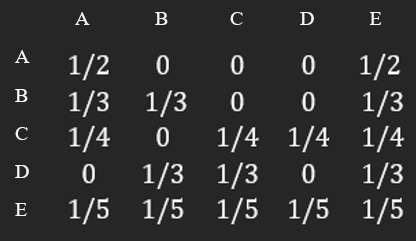 A B C D E
A 1/2 0 0 0 1/2
B 1/3 1/3 0 0 1/3
C 1/4 0 1/4 1/4 1/4
D 0 1/3 1/3 0 1/3
E 1/5 1/5 1/5 1/5 1/5